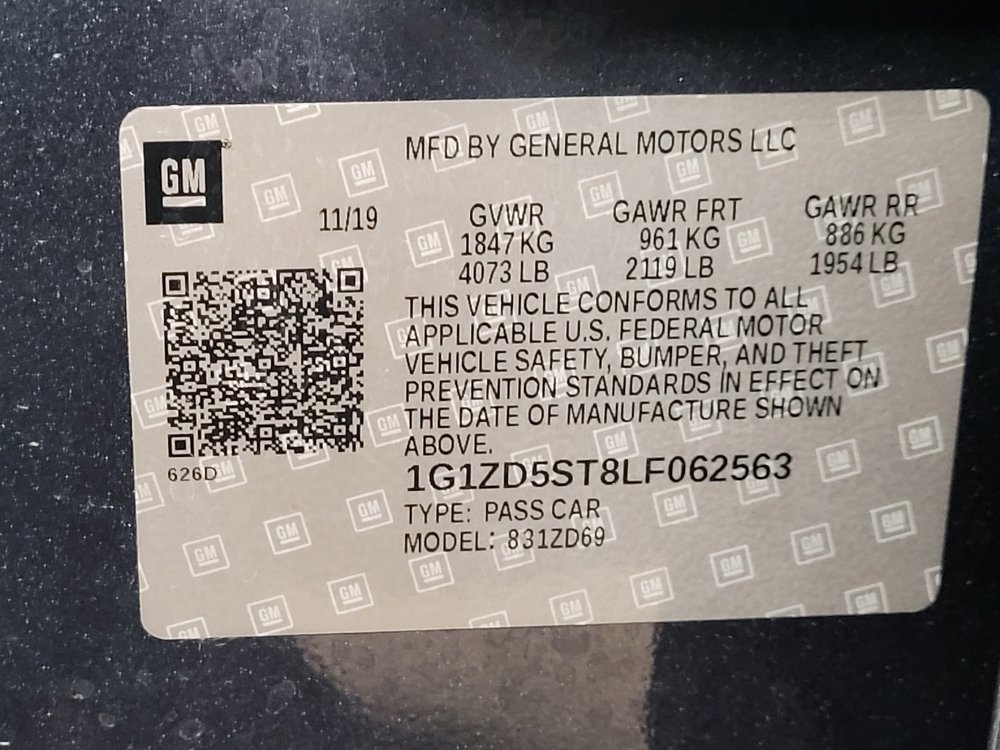 GM
MFD BY GENERAL MOTORS LLC
11/19
GVWR GAWR FRT GAWR RR
1847 KG 961 KG 886 KG
4073 LB 2119 LB 1954 LB
THIS VEHICLE CONFORMS TO ALL
APPLICABLE U.S. FEDERAL MOTOR
VEHICLE SAFETY, BUMPER, AND THEFT
PREVENTION STANDARDS IN EFFECT ON
THE DATE OF MANUFACTURE SHOWN
ABOVE.
626D
1G1ZD5ST8LF062563
TYPE: PASS CAR
MODEL: 831ZD69